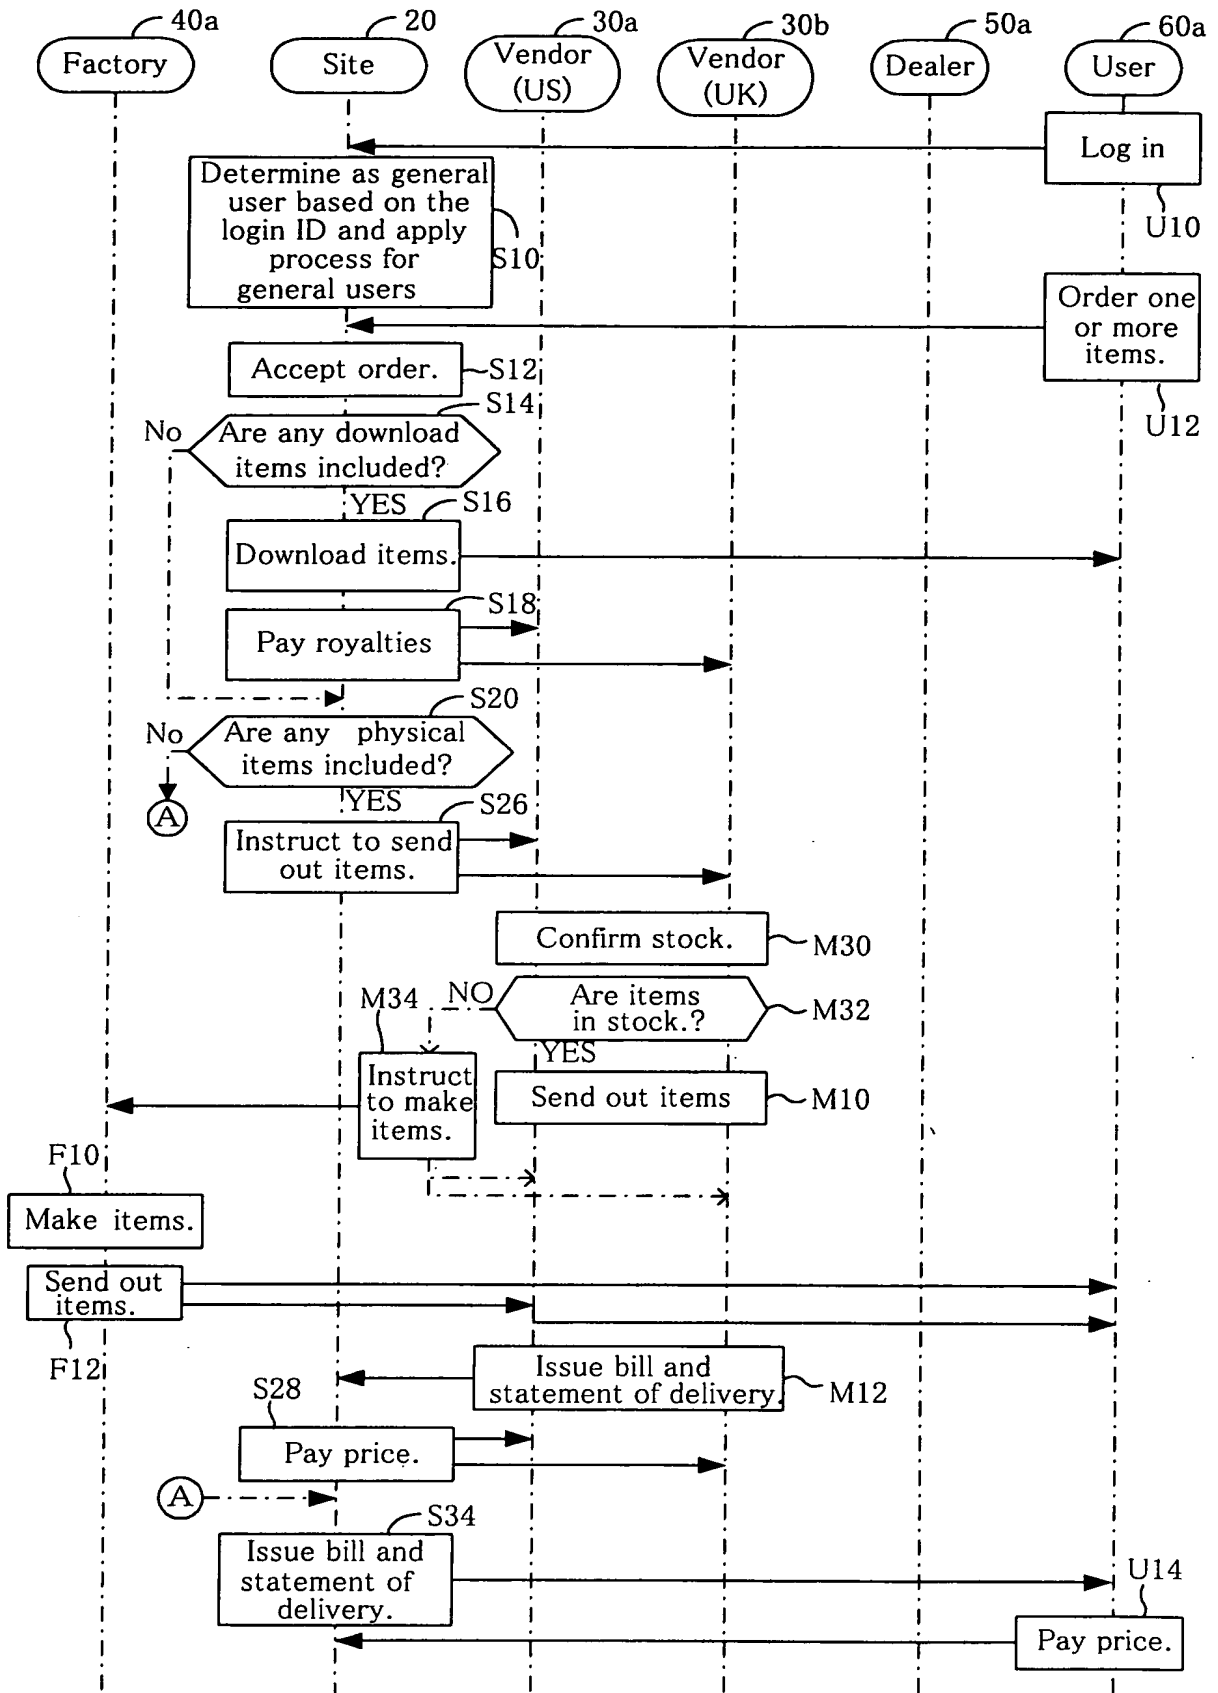 40a
20
30a
30b
50a
60a
Factory
Site
Vendor
(US)
Vendor
(UK)
Dealer
User
Log in
U10
Determine as general
user based on the
login ID and apply
process for
general users
S10
Order one
or more
items.
U12
Accept order.
S12
S14
No
Are any download
items included?
YES
S16
Download items.
S18
Pay royalties
S20
No
Are any physical
items included?
A
YES
S26
Instruct to send
out items.
Confirm stock.
M30
M34
NO
Are items
in stock.?
M32
YES
Instruct
to make
items.
Send out items
M10
F10
Make items.
Send out
items.
F12
Issue bill and
statement of delivery.
M12
S28
Pay price.
A
S34
Issue bill and
statement of
delivery.
U14
Pay price.